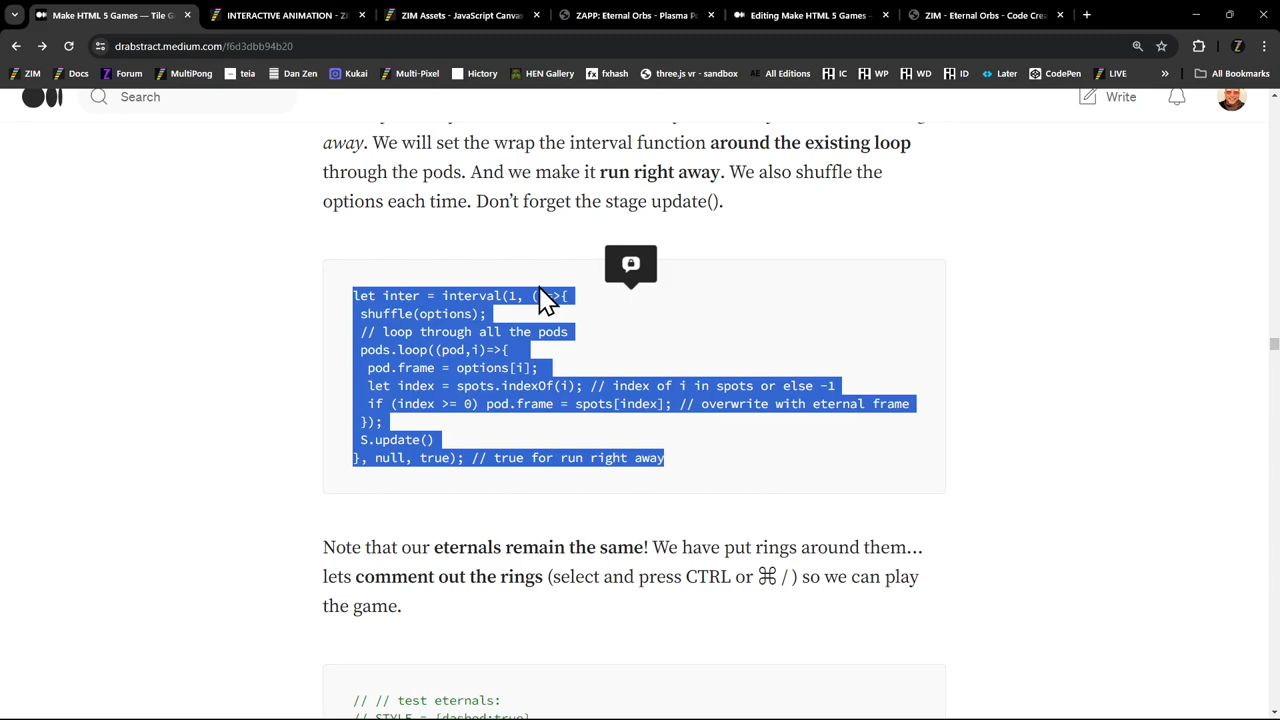 Make HTML 5 Games — Tile G
INTERACTIVE ANIMATION - Z
ZIM Assets - JavaScript Canvas
ZAPP: Eternal Orbs - Plasma P
Editing Make HTML 5 Games –
ZIM - Eternal Orbs - Code Cre
drabstract.medium.com/f6d3dbb94b20
ZIM
Docs
Forum
MultiPong
teia
Dan Zen
Kukai
Multi-Pixel
Hictory
HEN Gallery
fxhash
three.js vr - sandbox
All Editions
IC
WP
WD
ID
Later
CodePen
LIVE
All Bookmarks
Search
Write
away. We will set the wrap the interval function around the existing loop
through the pods. And we make it run right away. We also shuffle the
options each time. Don’t forget the stage update().
let inter = interval(1, ()=>{
shuffle(options);
// loop through all the pods
pods.loop((pod,i)=>{
pod.frame = options[i];
let index = spots.indexOf(i); // index of i in spots or else -1
if (index >= 0) pod.frame = spots[index]; // overwrite with eternal frame
});
S.update()
}, null, true); // true for run right away
Note that our eternals remain the same! We have put rings around them…
lets comment out the rings (select and press CTRL or ⌘ / ) so we can play
the game.
// // test eternals:
// STYLE = {dashed:true}